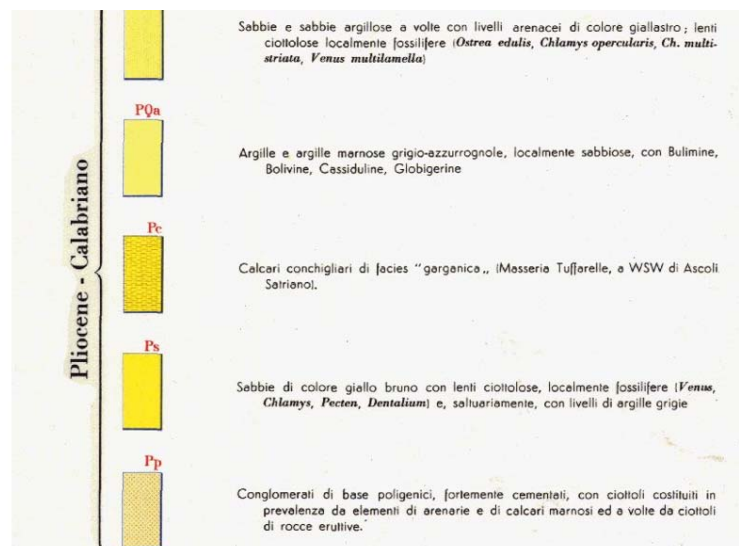 Sabbie e sabbie argillose a volte con livelli arenacei di colore giallastro; lenti
ciottolose localmente fossilifere (Ostrea edulis, Chlamys opercularis, Ch. multi-
striata, Venus multilamella)
PQa
Argille e argille marnose grigio-azzurrognole, localmente sabbiose, con Bulimine,
Bolivine, Cassiduline, Globigerine
Pliocene - Calabriano
Pc
Calcari conchigliari di facies "garganica„ (Masseria Tuffarelle, a WSW di Ascoli
Satriano).
Ps
Sabbie di colore giallo bruno con lenti ciottolose, localmente fossilifere (Venus,
Chlamys, Pecten, Dentalium) e, saltuariamente, con livelli di argille grigie
Pp
Conglomerati di base poligenici, fortemente cementati, con ciottoli costituiti in
prevalenza da elementi di arenarie e di calcari marnosi ed a volte da ciottoli
di rocce eruttive.